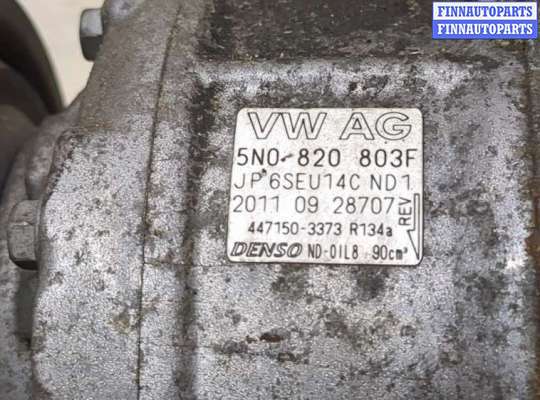 FINNAUTOPARTS
FINNAUTOPARTS
FINNAUTOPARTS
VW AG
5N0-820 803F
JP 6SEU14C ND1
2011 09 28707
REV
447150-3373 R134a
DENSO ND-OIL8 90cm³